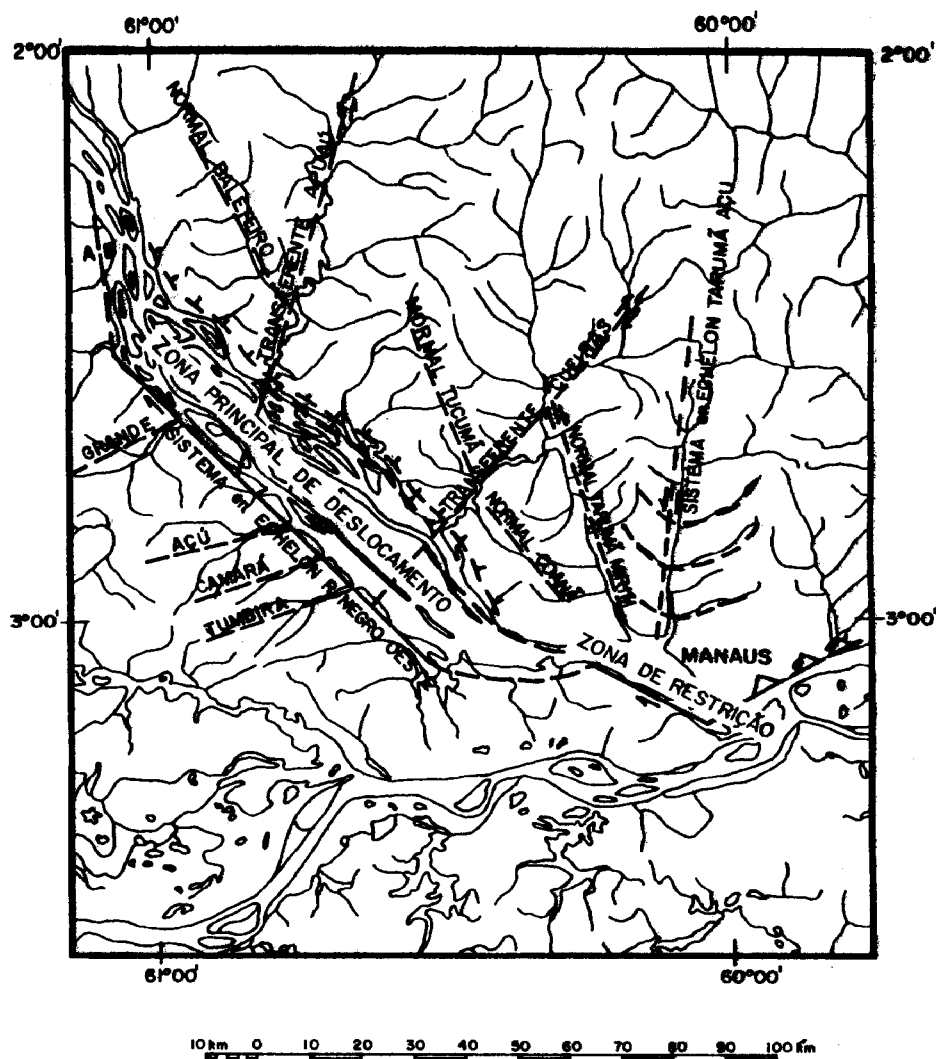 61°00'
60°00'
2°00'
2°00'
NORMAL BALEEIRO
TRANSCORRENTE APUAÚ
SISTEMA en ECHELON TARUMÃ AÇU
A
B
NORMAL TUCUMÃ
TRANSCORRENTE
ZONA PRINCIPAL DE DESLOCAMENTO
GRANDE
SISTEMA en ECHELON R. NEGRO OESTE
NORMAL TARUMÃ MIRIM
NORMAL
AÇÚ
CAMARÁ
TUMBIRA
3°00'
3°00'
MANAUS
ZONA DE RESTRIÇÃO
61°00'
60°00'
10 km 0 10 20 30 40 50 60 70 80 90 100 km